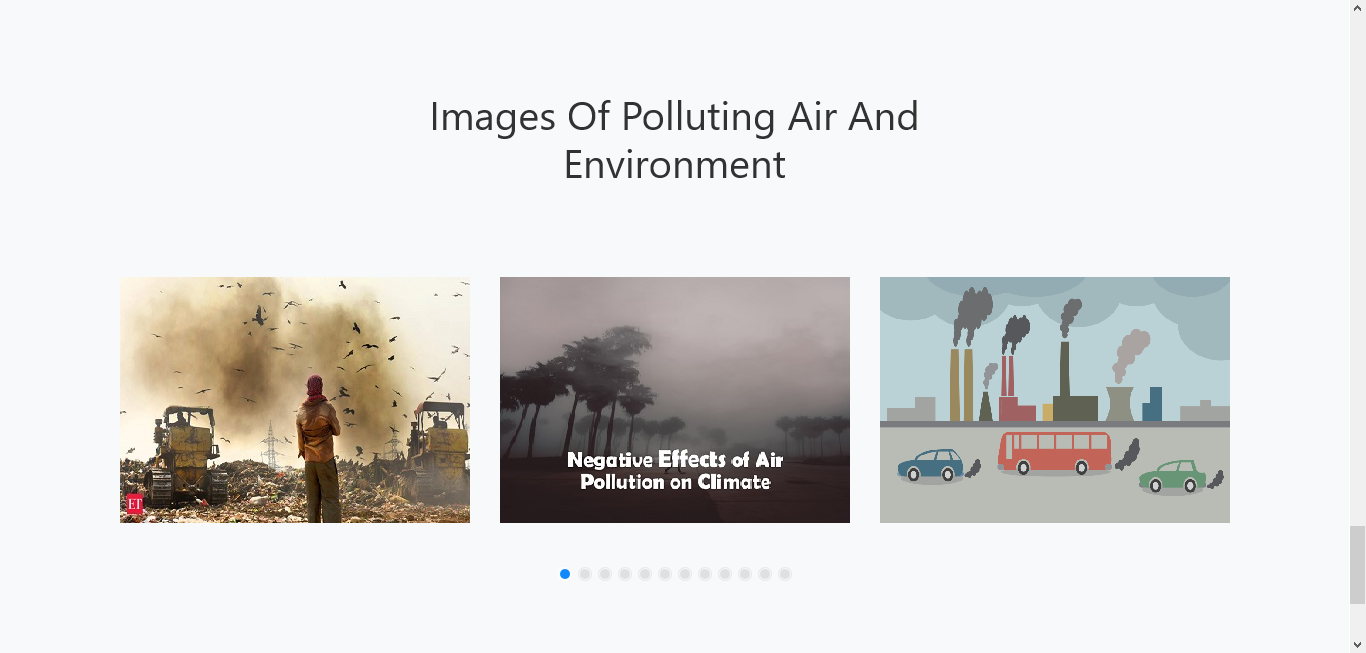 Images Of Polluting Air And
Environment
ET
Negative Effects of Air
Pollution on Climate